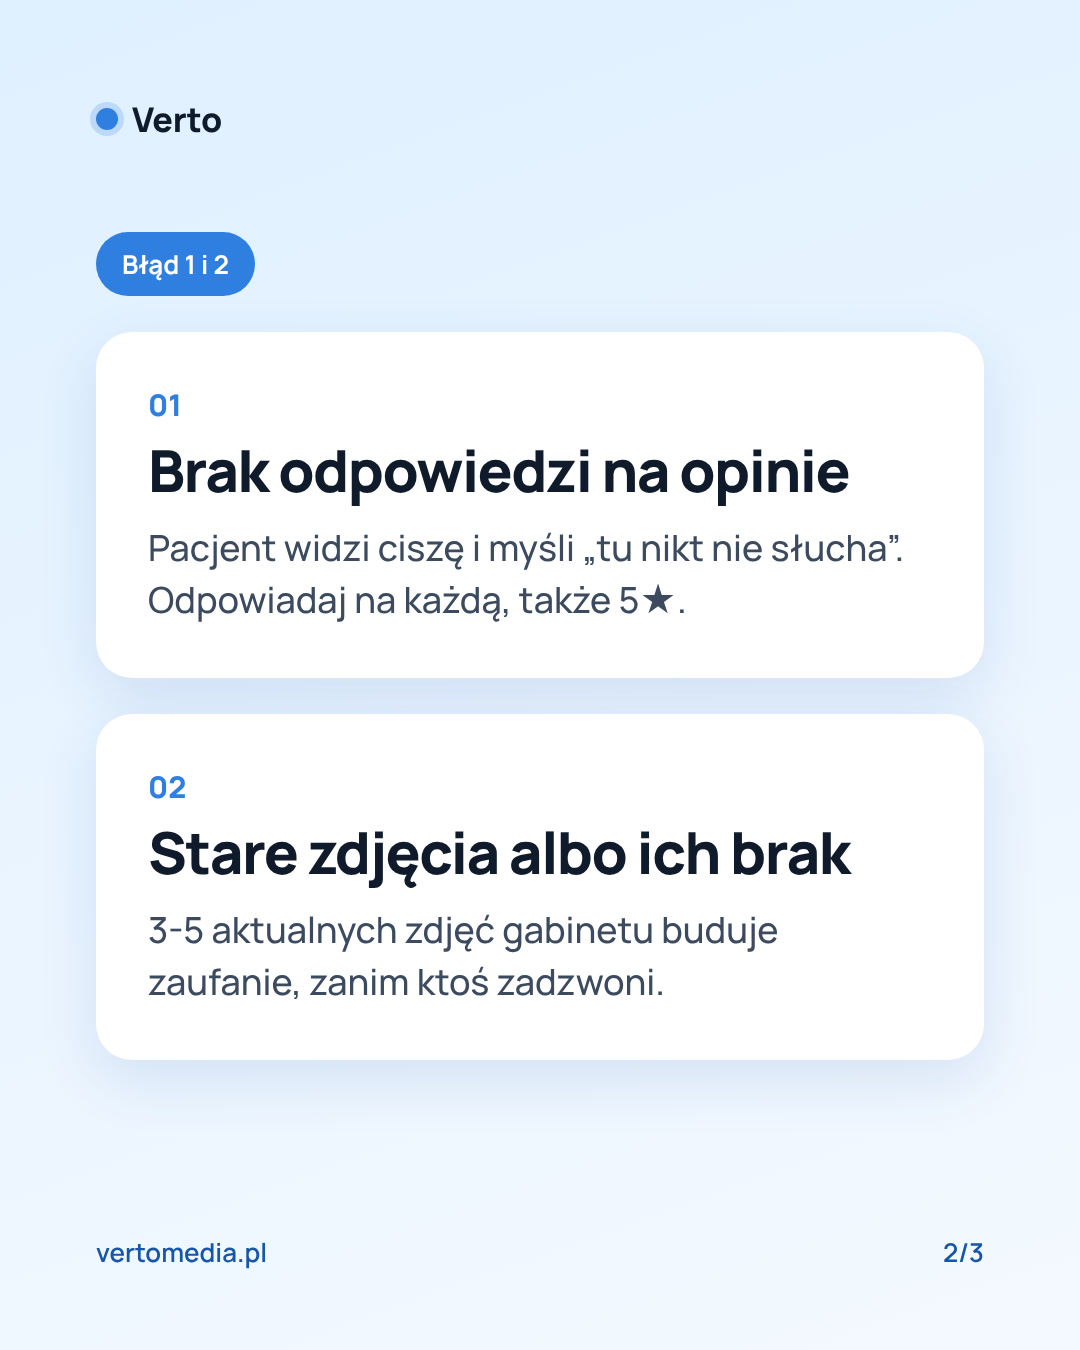 Verto
Błąd 1 i 2
01
Brak odpowiedzi na opinie
Pacjent widzi ciszę i myśli „tu nikt nie słucha”.
Odpowiadaj na każdą, także 5★.
02
Stare zdjęcia albo ich brak
3-5 aktualnych zdjęć gabinetu buduje
zaufanie, zanim ktoś zadzwoni.
vertomedia.pl
2/3